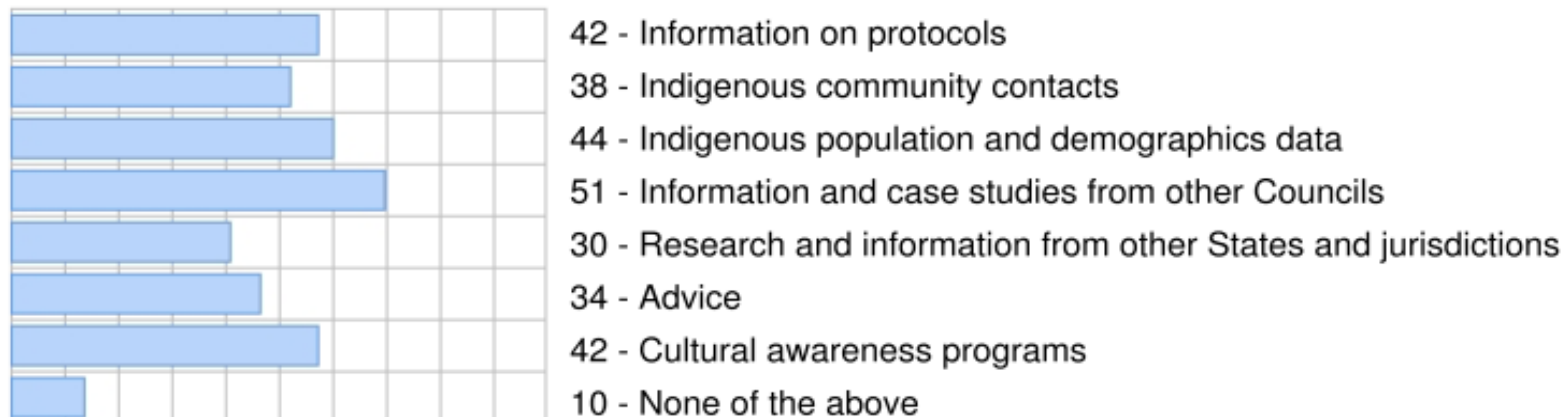 42 - Information on protocols
38 - Indigenous community contacts
44 - Indigenous population and demographics data
51 - Information and case studies from other Councils
30 - Research and information from other States and jurisdictions
34 - Advice
42 - Cultural awareness programs
10 - None of the above